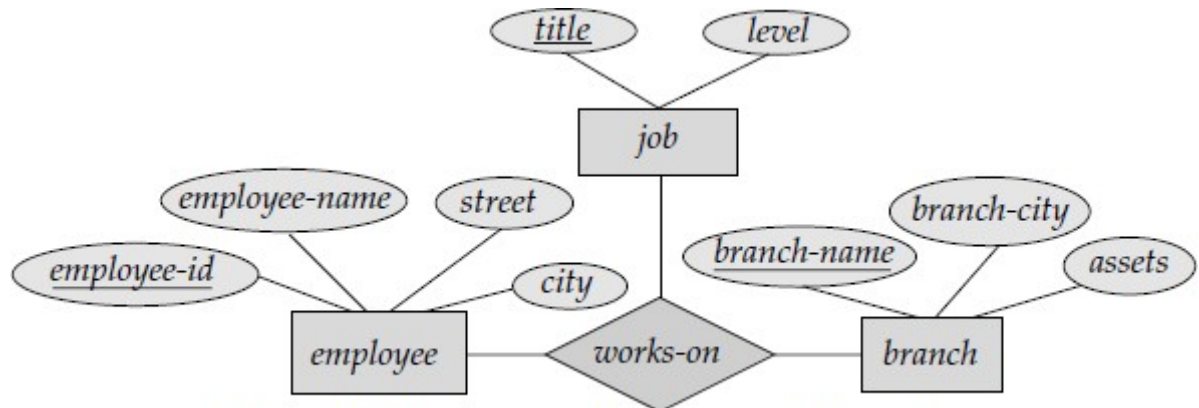 title
level
job
employee-name
street
branch-city
employee-id
city
branch-name
assets
employee
works-on
branch